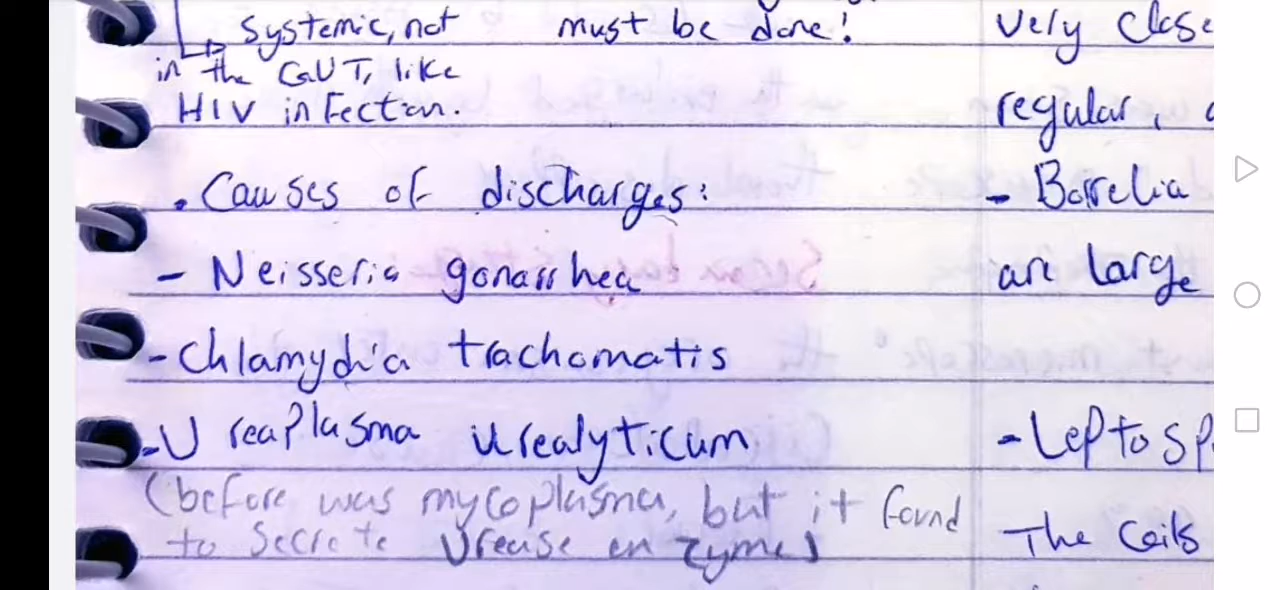 ↳ Systemic, not must be done!
in the GUT, like
HIV infection.
. Causes of discharges:
- Neisseria gonorrhea
- Chlamydia trachomatis
- Ureaplasma urealyticum
(before was mycoplasma, but it found
to secrete Urease enzyme)
very close
regular,
- Borrelia
are large
- Leptosp
The Coils